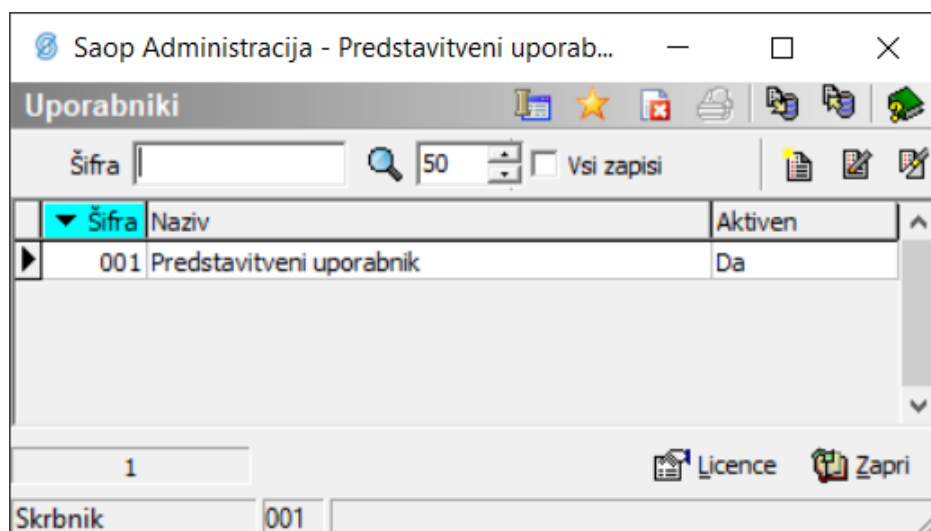 Saop Administracija - Predstavitveni uporab...
Uporabniki
Šifra 50 Vsi zapisi
Šifra Naziv Aktiven
001 Predstavitveni uporabnik Da
1 Licence Zapri
Skrbnik 001